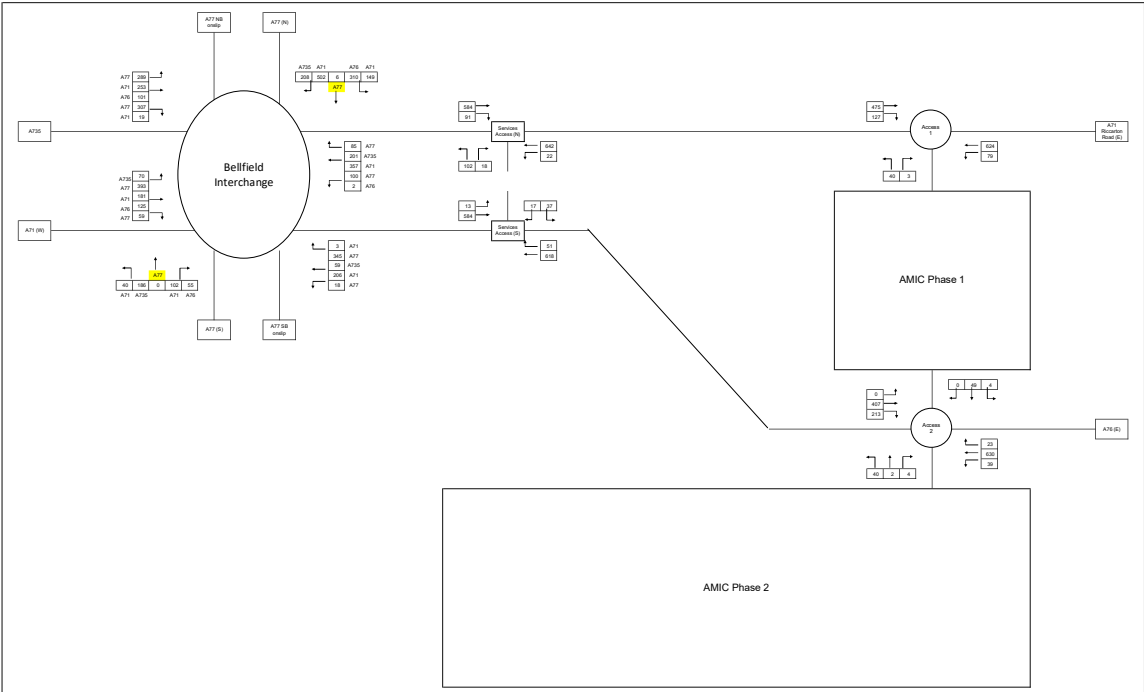 A77 NB
onslip
A77 (N)
A77 289
A71 253
A76 101
A77 307
A71 19
A735 A71 A76 A71
208 502 6 310 149
A77
A735
Bellfield
Interchange
85 A77
201 A735
357 A71
100 A77
2 A76
584
91
Services
Access (N)
642
22
102 18
475
127
Access
1
624
79
40 3
A71
Riccarton
Road (E)
A735 70
A77 393
A71 181
A76 125
A77 59
A71 (W)
3 A71
345 A77
59 A735
206 A71
18 A77
13
584
17 37
Services
Access (S)
51
616
A77
40 186 0 102 55
A71 A735 A71 A76
A77 (S)
A77 SB
onslip
AMIC Phase 1
0
407
213
0 49 4
Access
2
23
630
39
40 2 4
A76 (E)
AMIC Phase 2